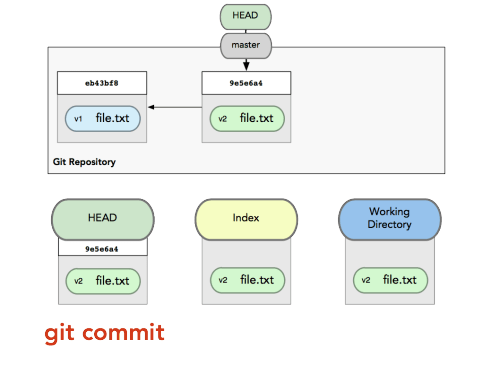 HEAD
master
eb43bf8
9e5e6a4
v1 file.txt
v2 file.txt
Git Repository
HEAD
Index
Working
Directory
9e5e6a4
v2 file.txt
v2 file.txt
v2 file.txt
git commit